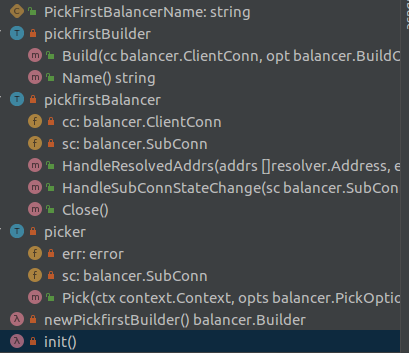 PickFirstBalancerName: string
pickfirstBuilder
Build(cc balancer.ClientConn, opt balancer.BuildO
Name() string
pickfirstBalancer
cc: balancer.ClientConn
sc: balancer.SubConn
HandleResolvedAddrs(addrs []resolver.Address, e
HandleSubConnStateChange(sc balancer.SubCon
Close()
picker
err: error
sc: balancer.SubConn
Pick(ctx context.Context, opts balancer.PickOptio
newPickFirstBuilder() balancer.Builder
init()